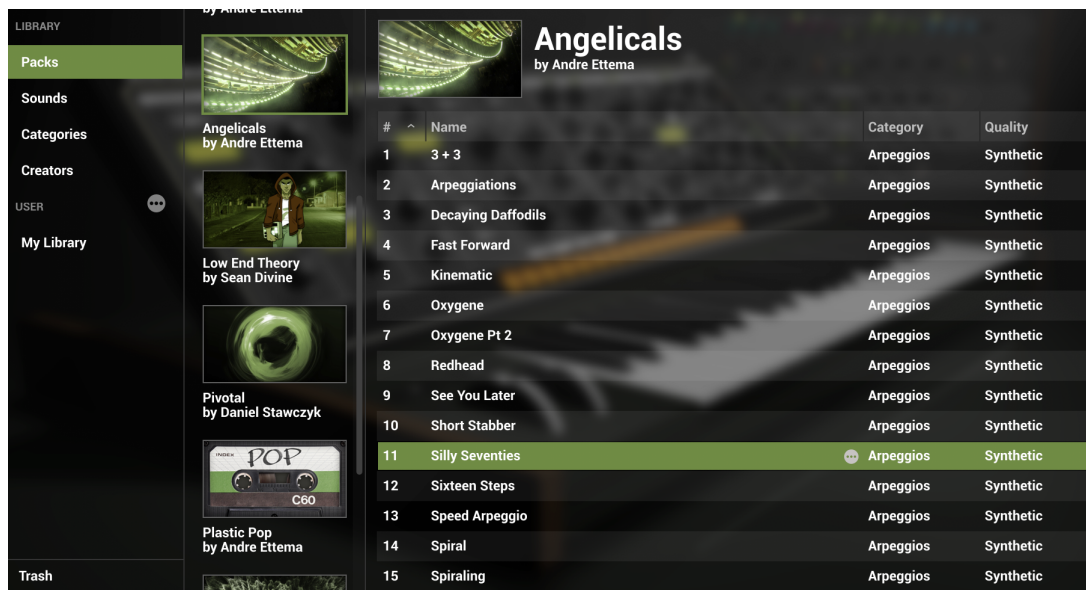 LIBRARY
Packs
Sounds
Categories
Creators
USER
My Library
Trash
by Andre Ettema
Angelicals
by Andre Ettema
Low End Theory
by Sean Divine
Pivotal
by Daniel Stawczyk
INDEX POP
C60
Plastic Pop
by Andre Ettema
Angelicals
by Andre Ettema
# Name Category Quality
1 3 + 3 Arpeggios Synthetic
2 Arpeggiations Arpeggios Synthetic
3 Decaying Daffodils Arpeggios Synthetic
4 Fast Forward Arpeggios Synthetic
5 Kinematic Arpeggios Synthetic
6 Oxygene Arpeggios Synthetic
7 Oxygene Pt 2 Arpeggios Synthetic
8 Redhead Arpeggios Synthetic
9 See You Later Arpeggios Synthetic
10 Short Stabber Arpeggios Synthetic
11 Silly Seventies Arpeggios Synthetic
12 Sixteen Steps Arpeggios Synthetic
13 Speed Arpeggio Arpeggios Synthetic
14 Spiral Arpeggios Synthetic
15 Spiraling Arpeggios Synthetic